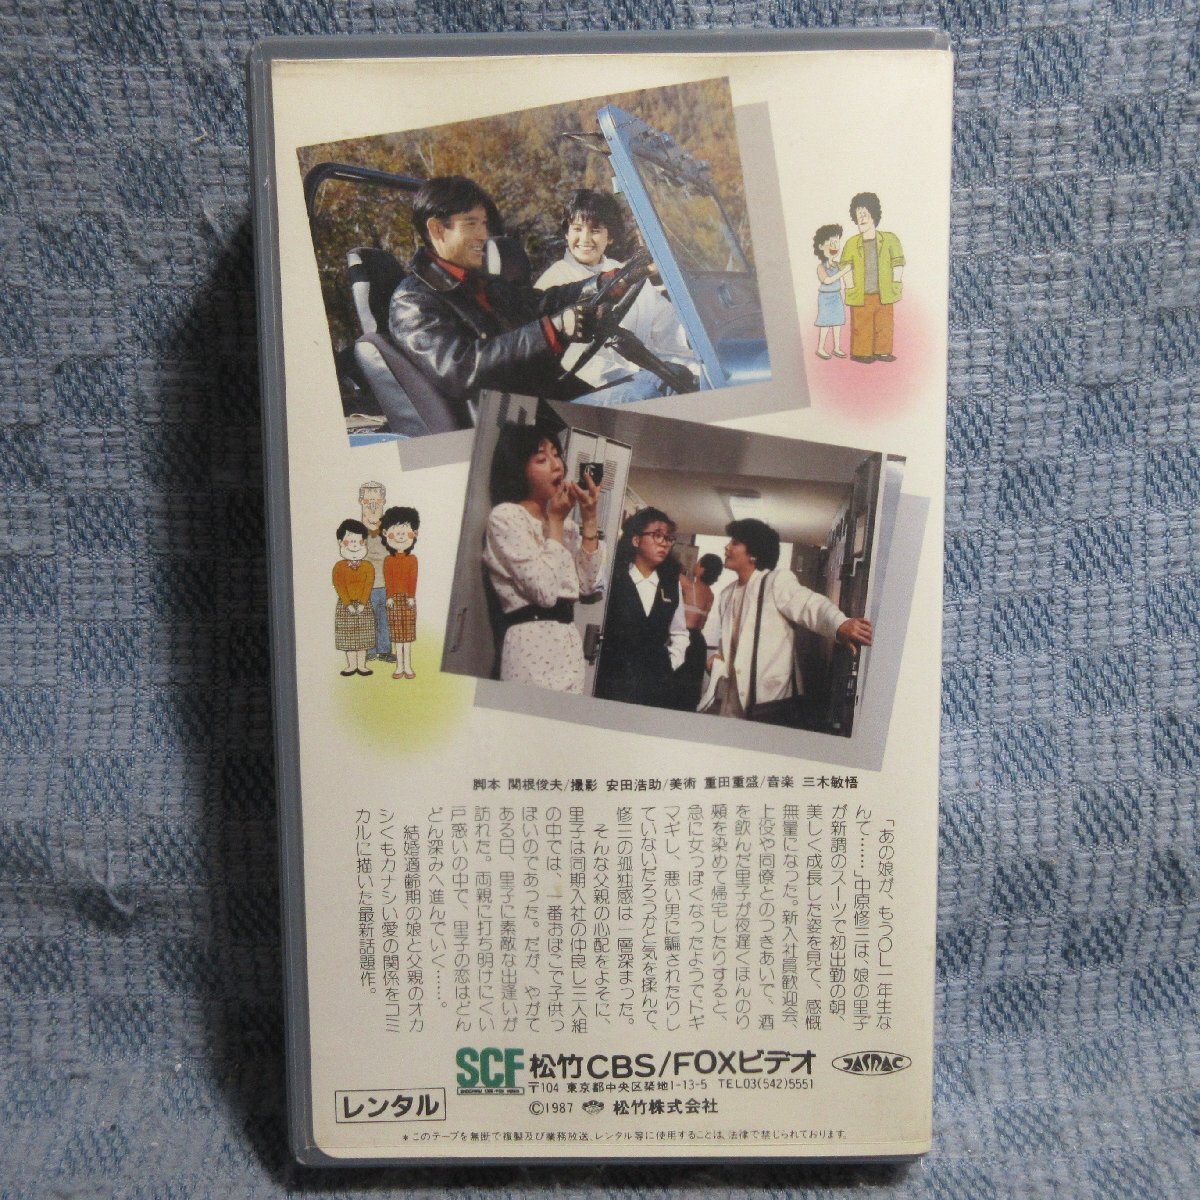 脚本 関根俊夫/撮影 安田浩助/美術 重田重盛/音楽 三木敏悟
「あの娘が、もうOL一年生な
んて………」中原修三は、娘の里子
が新調のスーツで初出勤の朝、
美しく成長した姿を見て、感慨
無量になった。新入社員歓迎会、
上役や同僚とのつきあいで、酒
を飲んだ里子が夜遅くほんのり
頬を染めて帰宅したりすると、
急に女っぽくなったようでドギ
マギし、悪い男に騙されたりし
ていないだろうかと気を揉んで、
修三の孤独感は一層深まった。
そんな父親の心配をよそに、
里子は同期入社の仲良し三人組
の中では、一番おぼこで子供っ
ぽいのであった。だが、やがて
ある日、里子に素敵な出逢いが
訪れた。両親に打ち明けにくい
戸惑いの中で、里子の恋はどん
どん深みへ進んでいく……。
結婚適齢期の娘と父親のオカ
シくもカナシい愛の関係をコミ
カルに描いた最新話題作。
SCF 松竹CBS/FOXビデオ
JASRAC
〒104 東京都中央区築地1-13-5 TEL03(542)5551
レンタル
©1987 松竹株式会社
*このテープを無断で複製及び業務放送、レンタル等に使用することは、法律で禁じられております。